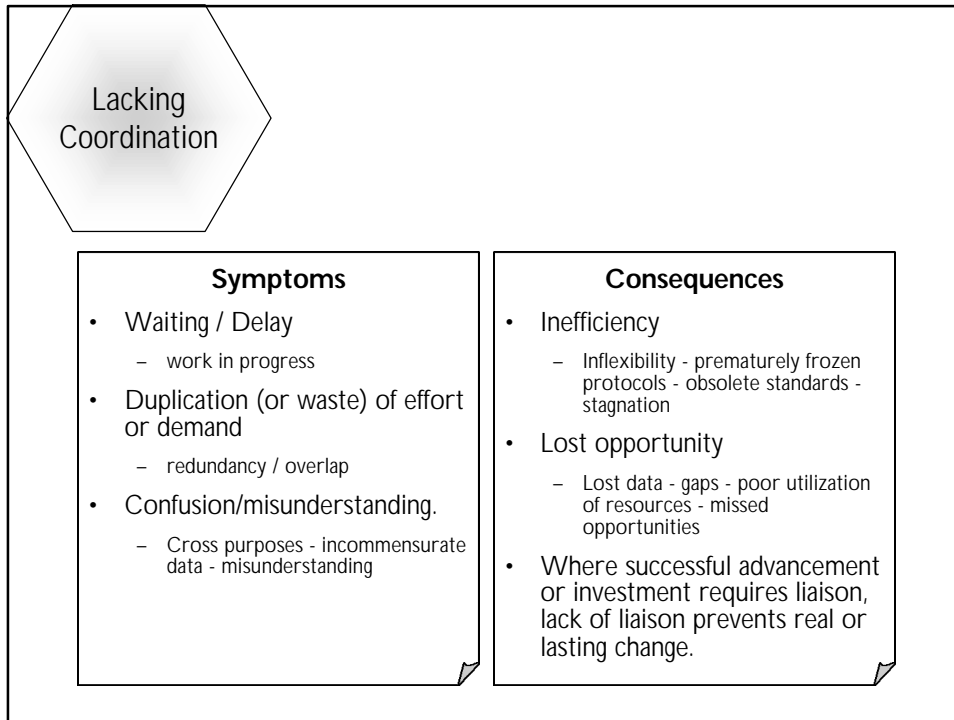 Lacking
Coordination
Symptoms
• Waiting / Delay
– work in progress
• Duplication (or waste) of effort
or demand
– redundancy / overlap
• Confusion/misunderstanding.
– Cross purposes - incommensurate
data - misunderstanding
Consequences
• Inefficiency
– Inflexibility - prematurely frozen
protocols - obsolete standards -
stagnation
• Lost opportunity
– Lost data - gaps - poor utilization
of resources - missed
opportunities
• Where successful advancement
or investment requires liaison,
lack of liaison prevents real or
lasting change.